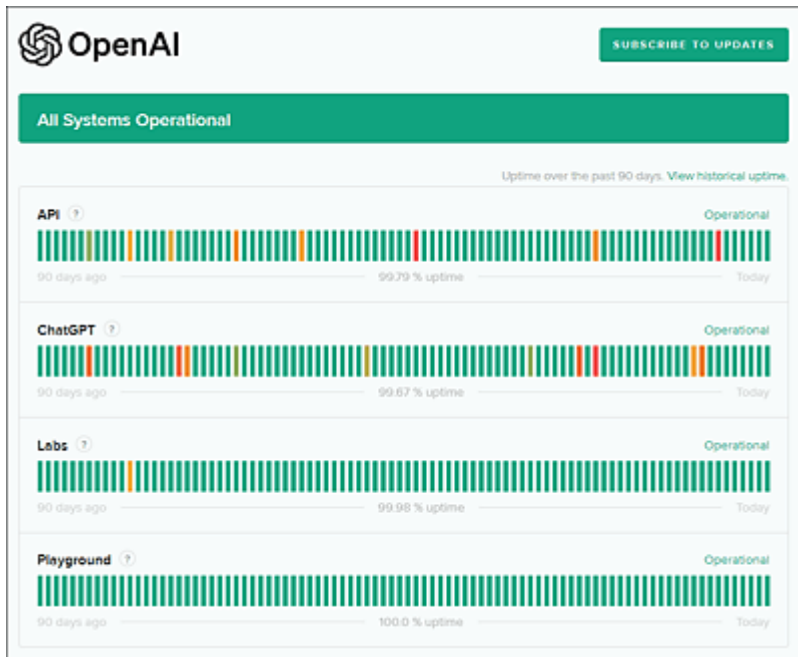 OpenAI
SUBSCRIBE TO UPDATES
All Systems Operational
Uptime over the past 90 days. View historical uptime.
API ? Operational
90 days ago 99.79 % uptime Today
ChatGPT ? Operational
90 days ago 99.67 % uptime Today
Labs ? Operational
90 days ago 99.98 % uptime Today
Playground ? Operational
90 days ago 100.0 % uptime Today